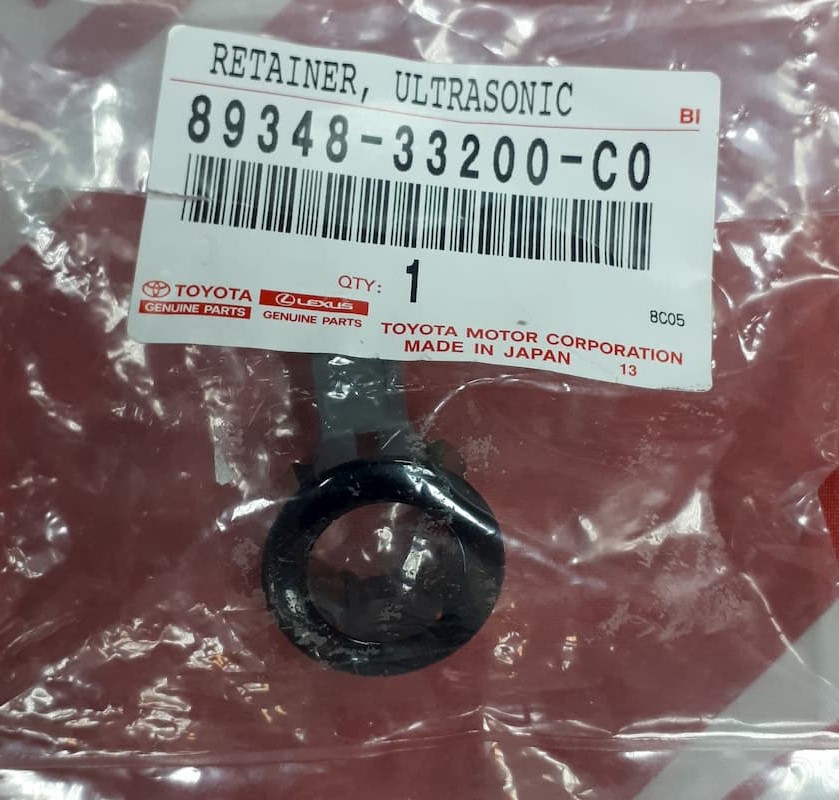 RETAINER, ULTRASONIC
BI
89348-33200-C0
QTY: 1
TOYOTA
GENUINE PARTS
LEXUS
GENUINE PARTS
8C05
TOYOTA MOTOR CORPORATION
MADE IN JAPAN 13